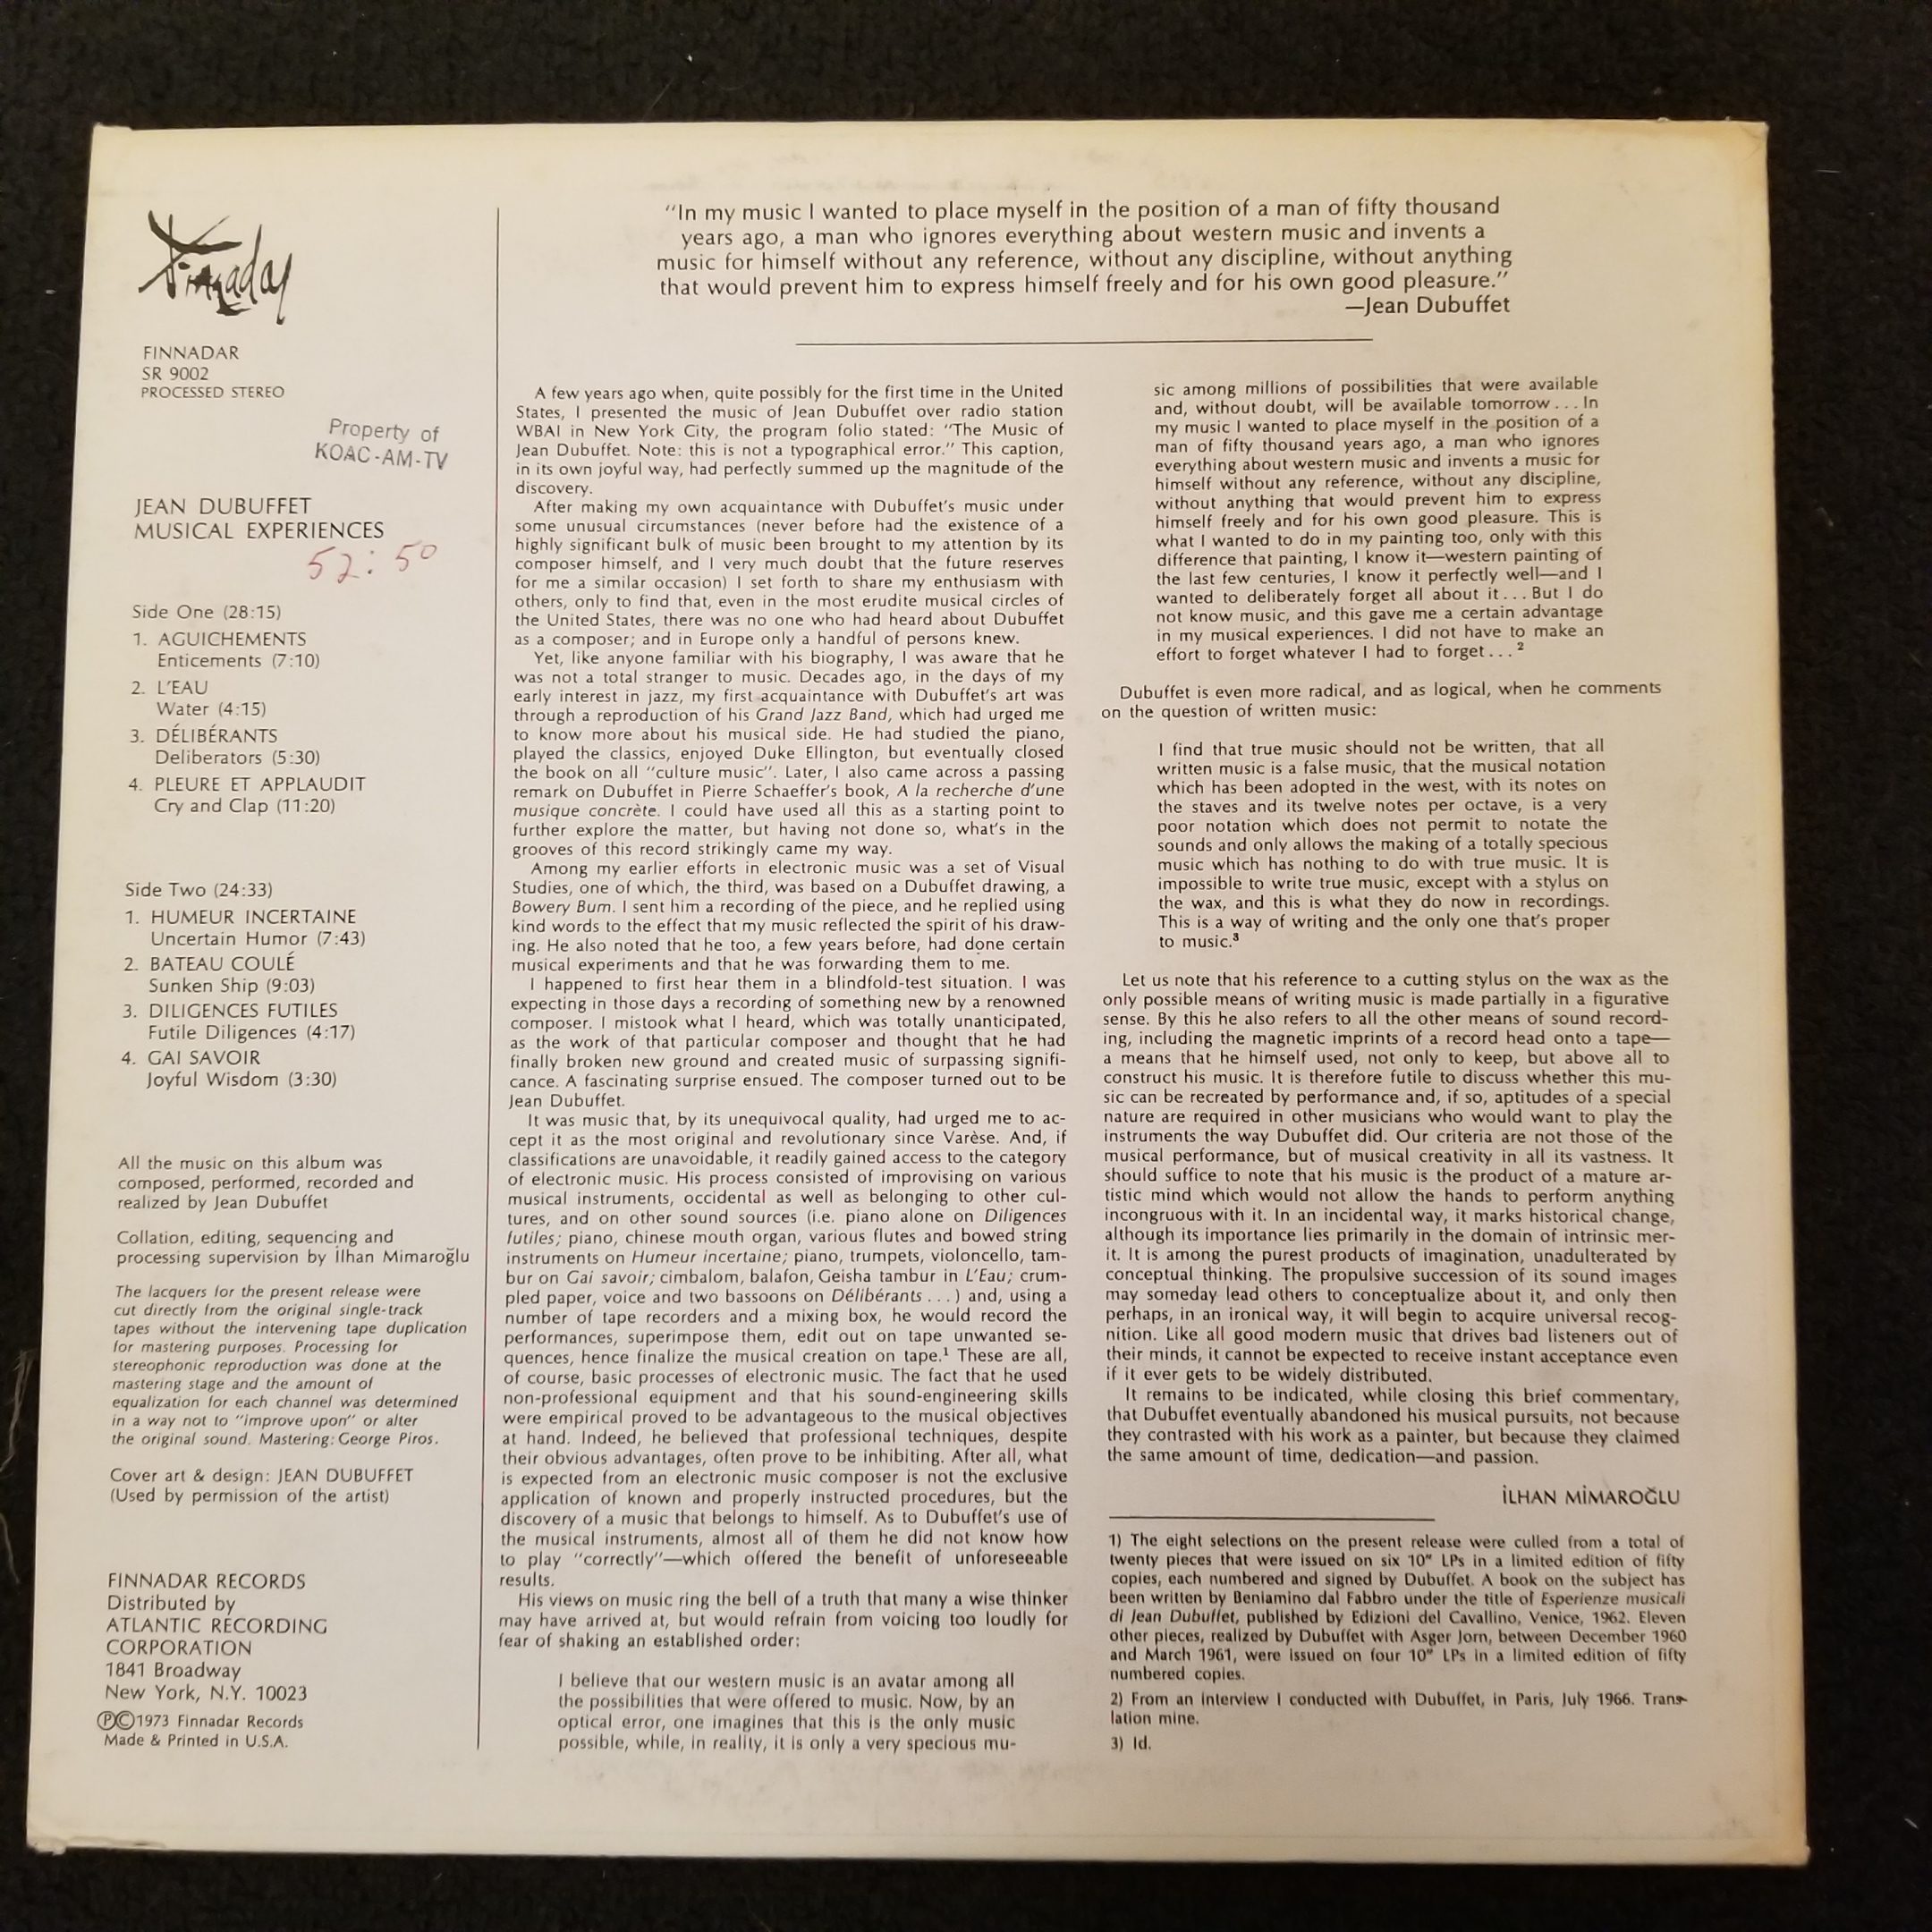 Finnadar
FINNADAR
SR 9002
PROCESSED STEREO
Property of
KOAC-AM-TV
JEAN DUBUFFET
MUSICAL EXPERIENCES
52:50
Side One (28:15)
1. AGUICHEMENTS
Enticements (7:10)
2. L'EAU
Water (4:15)
3. DÉLIBÉRANTS
Deliberators (5:30)
4. PLEURE ET APPLAUDIT
Cry and Clap (11:20)
Side Two (24:33)
1. HUMEUR INCERTAINE
Uncertain Humor (7:43)
2. BATEAU COULÉ
Sunken Ship (9:03)
3. DILIGENCES FUTILES
Futile Diligences (4:17)
4. GAI SAVOIR
Joyful Wisdom (3:30)
All the music on this album was
composed, performed, recorded and
realized by Jean Dubuffet
Collation, editing, sequencing and
processing supervision by İlhan Mimaroğlu
The lacquers for the present release were
cut directly from the original single-track
tapes without the intervening tape duplication
for mastering purposes. Processing for
stereophonic reproduction was done at the
mastering stage and the amount of
equalization for each channel was determined
in a way not to "improve upon" or alter
the original sound. Mastering: George Piros.
Cover art & design: JEAN DUBUFFET
(Used by permission of the artist)
FINNADAR RECORDS
Distributed by
ATLANTIC RECORDING
CORPORATION
1841 Broadway
New York, N.Y. 10023
Ⓟ©1973 Finnadar Records
Made & Printed in U.S.A.
"In my music I wanted to place myself in the position of a man of fifty thousand
years ago, a man who ignores everything about western music and invents a
music for himself without any reference, without any discipline, without anything
that would prevent him to express himself freely and for his own good pleasure."
—Jean Dubuffet
A few years ago when, quite possibly for the first time in the United
States, I presented the music of Jean Dubuffet over radio station
WBAI in New York City, the program folio stated: "The Music of
Jean Dubuffet. Note: this is not a typographical error." This caption,
in its own joyful way, had perfectly summed up the magnitude of the
discovery.
After making my own acquaintance with Dubuffet's music under
some unusual circumstances (never before had the existence of a
highly significant bulk of music been brought to my attention by its
composer himself, and I very much doubt that the future reserves
for me a similar occasion) I set forth to share my enthusiasm with
others, only to find that, even in the most erudite musical circles of
the United States, there was no one who had heard about Dubuffet
as a composer; and in Europe only a handful of persons knew.
Yet, like anyone familiar with his biography, I was aware that he
was not a total stranger to music. Decades ago, in the days of my
early interest in jazz, my first acquaintance with Dubuffet's art was
through a reproduction of his Grand Jazz Band, which had urged me
to know more about his musical side. He had studied the piano,
played the classics, enjoyed Duke Ellington, but eventually closed
the book on all "culture music". Later, I also came across a passing
remark on Dubuffet in Pierre Schaeffer's book, A la recherche d'une
musique concrète. I could have used all this as a starting point to
further explore the matter, but having not done so, what's in the
grooves of this record strikingly came my way.
Among my earlier efforts in electronic music was a set of Visual
Studies, one of which, the third, was based on a Dubuffet drawing, a
Bowery Bum. I sent him a recording of the piece, and he replied using
kind words to the effect that my music reflected the spirit of his draw-
ing. He also noted that he too, a few years before, had done certain
musical experiments and that he was forwarding them to me.
I happened to first hear them in a blindfold-test situation. I was
expecting in those days a recording of something new by a renowned
composer. I mistook what I heard, which was totally unanticipated,
as the work of that particular composer and thought that he had
finally broken new ground and created music of surpassing signifi-
cance. A fascinating surprise ensued. The composer turned out to be
Jean Dubuffet.
It was music that, by its unequivocal quality, had urged me to ac-
cept it as the most original and revolutionary since Varèse. And, if
classifications are unavoidable, it readily gained access to the category
of electronic music. His process consisted of improvising on various
musical instruments, occidental as well as belonging to other cul-
tures, and on other sound sources (i.e. piano alone on Diligences
futiles; piano, chinese mouth organ, various flutes and bowed string
instruments on Humeur incertaine; piano, trumpets, violoncello, tam-
bur on Gai savoir; cimbalom, balafon, Geisha tambur in L'Eau; crum-
pled paper, voice and two bassoons on Délibérants . . . ) and, using a
number of tape recorders and a mixing box, he would record the
performances, superimpose them, edit out on tape unwanted se-
quences, hence finalize the musical creation on tape.¹ These are all,
of course, basic processes of electronic music. The fact that he used
non-professional equipment and that his sound-engineering skills
were empirical proved to be advantageous to the musical objectives
at hand. Indeed, he believed that professional techniques, despite
their obvious advantages, often prove to be inhibiting. After all, what
is expected from an electronic music composer is not the exclusive
application of known and properly instructed procedures, but the
discovery of a music that belongs to himself. As to Dubuffet's use of
the musical instruments, almost all of them he did not know how
to play "correctly"—which offered the benefit of unforeseeable
results.
His views on music ring the bell of a truth that many a wise thinker
may have arrived at, but would refrain from voicing too loudly for
fear of shaking an established order:
I believe that our western music is an avatar among all
the possibilities that were offered to music. Now, by an
optical error, one imagines that this is the only music
possible, while, in reality, it is only a very specious mu-
sic among millions of possibilities that were available
and, without doubt, will be available tomorrow . . . In
my music I wanted to place myself in the position of a
man of fifty thousand years ago, a man who ignores
everything about western music and invents a music for
himself without any reference, without any discipline,
without anything that would prevent him to express
himself freely and for his own good pleasure. This is
what I wanted to do in my painting too, only with this
difference that painting, I know it—western painting of
the last few centuries, I know it perfectly well—and I
wanted to deliberately forget all about it . . . But I do
not know music, and this gave me a certain advantage
in my musical experiences. I did not have to make an
effort to forget whatever I had to forget . . . ²
Dubuffet is even more radical, and as logical, when he comments
on the question of written music:
I find that true music should not be written, that all
written music is a false music, that the musical notation
which has been adopted in the west, with its notes on
the staves and its twelve notes per octave, is a very
poor notation which does not permit to notate the
sounds and only allows the making of a totally specious
music which has nothing to do with true music. It is
impossible to write true music, except with a stylus on
the wax, and this is what they do now in recordings.
This is a way of writing and the only one that's proper
to music.³
Let us note that his reference to a cutting stylus on the wax as the
only possible means of writing music is made partially in a figurative
sense. By this he also refers to all the other means of sound record-
ing, including the magnetic imprints of a record head onto a tape—
a means that he himself used, not only to keep, but above all to
construct his music. It is therefore futile to discuss whether this mu-
sic can be recreated by performance and, if so, aptitudes of a special
nature are required in other musicians who would want to play the
instruments the way Dubuffet did. Our criteria are not those of the
musical performance, but of musical creativity in all its vastness. It
should suffice to note that his music is the product of a mature ar-
tistic mind which would not allow the hands to perform anything
incongruous with it. In an incidental way, it marks historical change,
although its importance lies primarily in the domain of intrinsic mer-
it. It is among the purest products of imagination, unadulterated by
conceptual thinking. The propulsive succession of its sound images
may someday lead others to conceptualize about it, and only then
perhaps, in an ironical way, it will begin to acquire universal recog-
nition. Like all good modern music that drives bad listeners out of
their minds, it cannot be expected to receive instant acceptance even
if it ever gets to be widely distributed.
It remains to be indicated, while closing this brief commentary,
that Dubuffet eventually abandoned his musical pursuits, not because
they contrasted with his work as a painter, but because they claimed
the same amount of time, dedication—and passion.
İLHAN MİMAROĞLU
1) The eight selections on the present release were culled from a total of
twenty pieces that were issued on six 10" LPs in a limited edition of fifty
copies, each numbered and signed by Dubuffet. A book on the subject has
been written by Beniamino dal Fabbro under the title of Esperienze musicali
di Jean Dubuffet, published by Edizioni del Cavallino, Venice, 1962. Eleven
other pieces, realized by Dubuffet with Asger Jorn, between December 1960
and March 1961, were issued on four 10" LPs in a limited edition of fifty
numbered copies.
2) From an interview I conducted with Dubuffet, in Paris, July 1966. Trans-
lation mine.
3) Id.